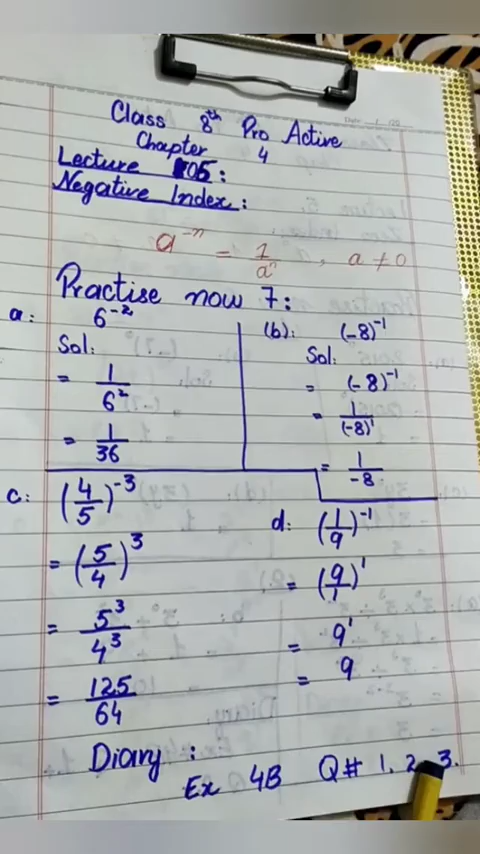 Class 8th Pro Active
Chapter 4
Lecture 05:
Negative Index:
a⁻ⁿ = 1/aⁿ , a ≠ 0
Practise now 7:
a: 6⁻²
Sol:
= 1/6²
= 1/36
(b): (-8)⁻¹
Sol:
= (-8)⁻¹
= 1/(-8)¹
= 1/-8
c: (4/5)⁻³
= (5/4)³
= 5³/4³
= 125/64
d: (1/9)⁻¹
= (9/1)¹
= 9¹
= 9
Diary :
Ex 4B Q# 1, 2, 3.